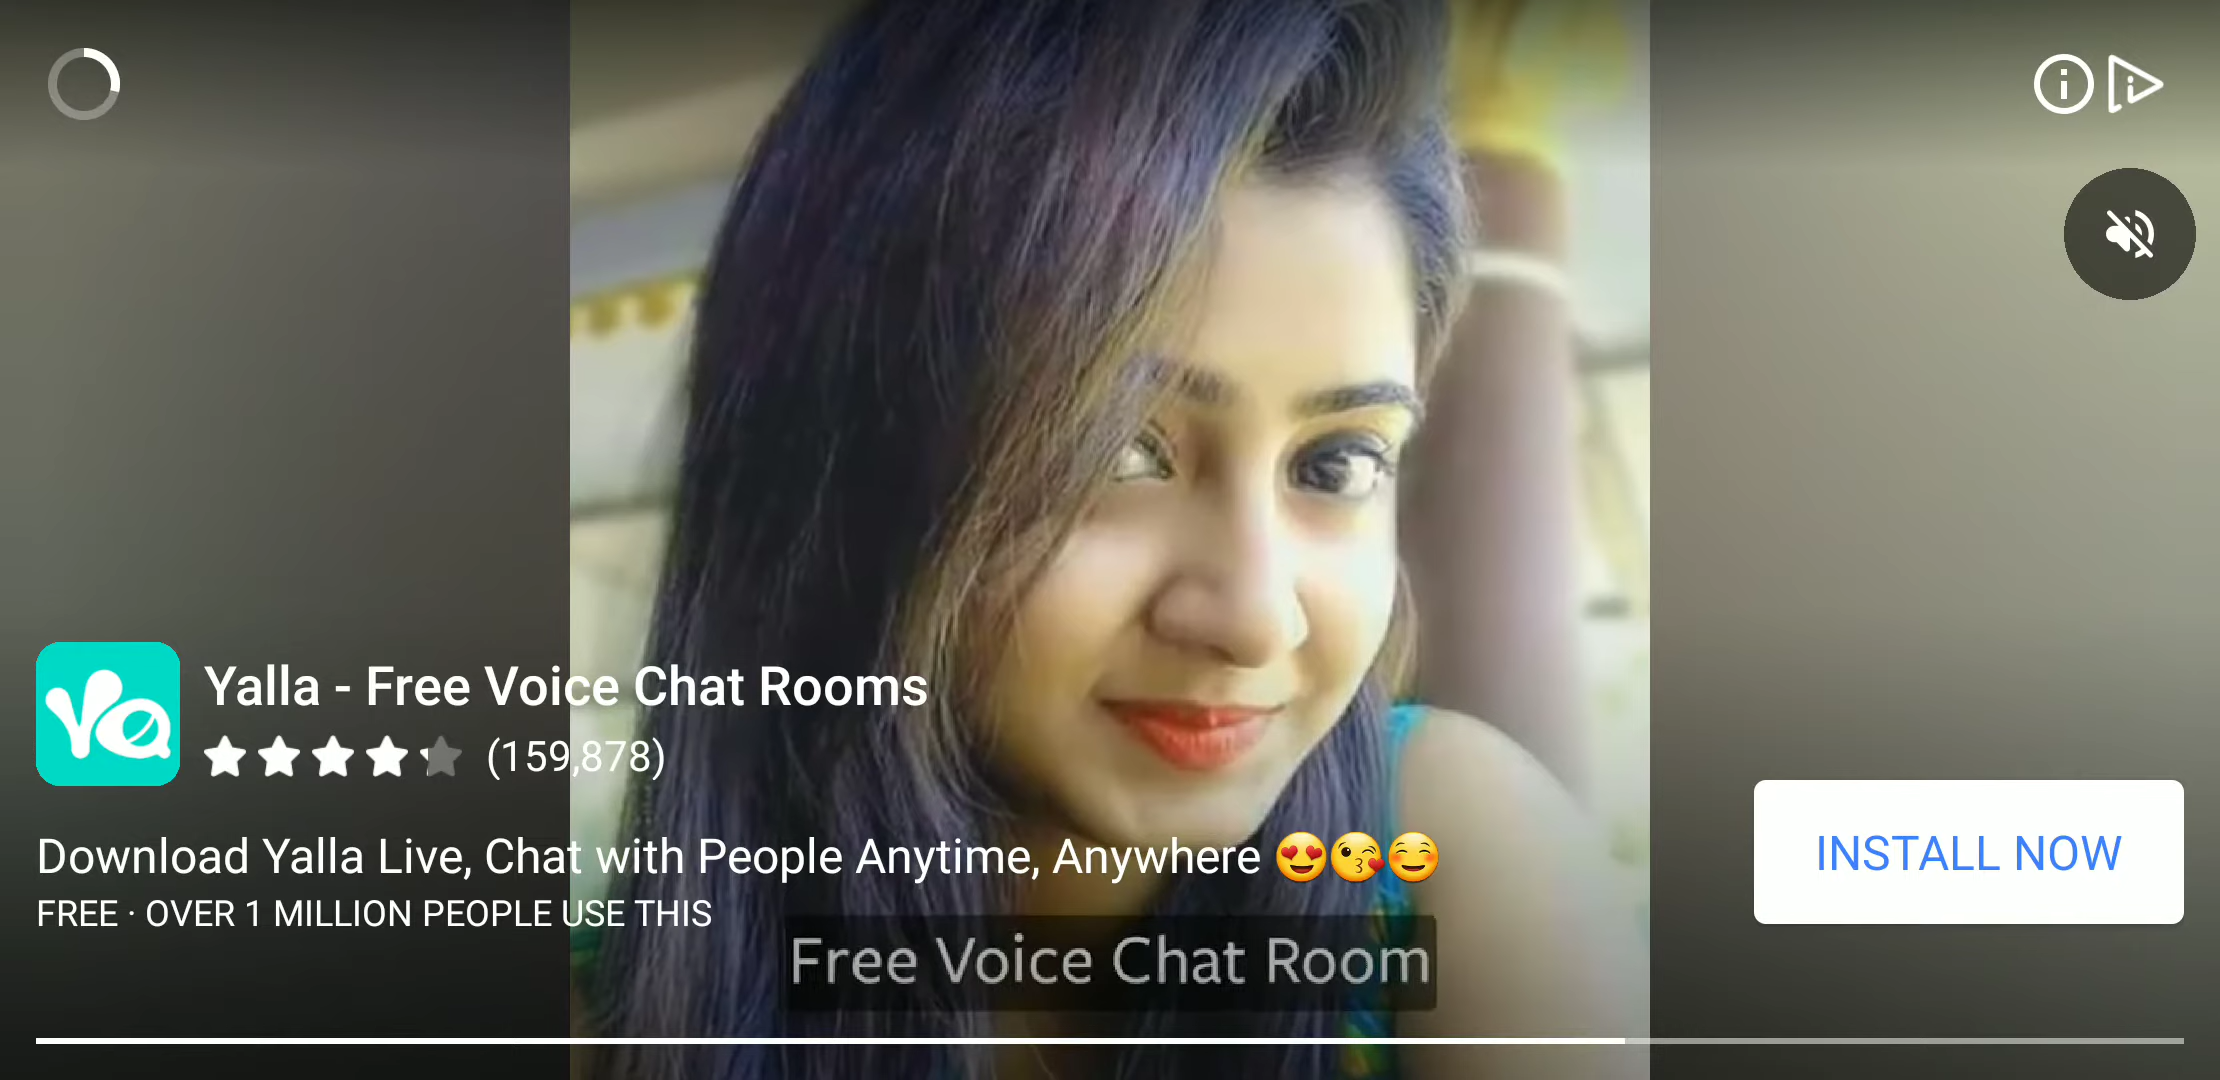 Yalla - Free Voice Chat Rooms
(159,878)
Download Yalla Live, Chat with People Anytime, Anywhere 😍😘😊
FREE · OVER 1 MILLION PEOPLE USE THIS
INSTALL NOW
Free Voice Chat Room